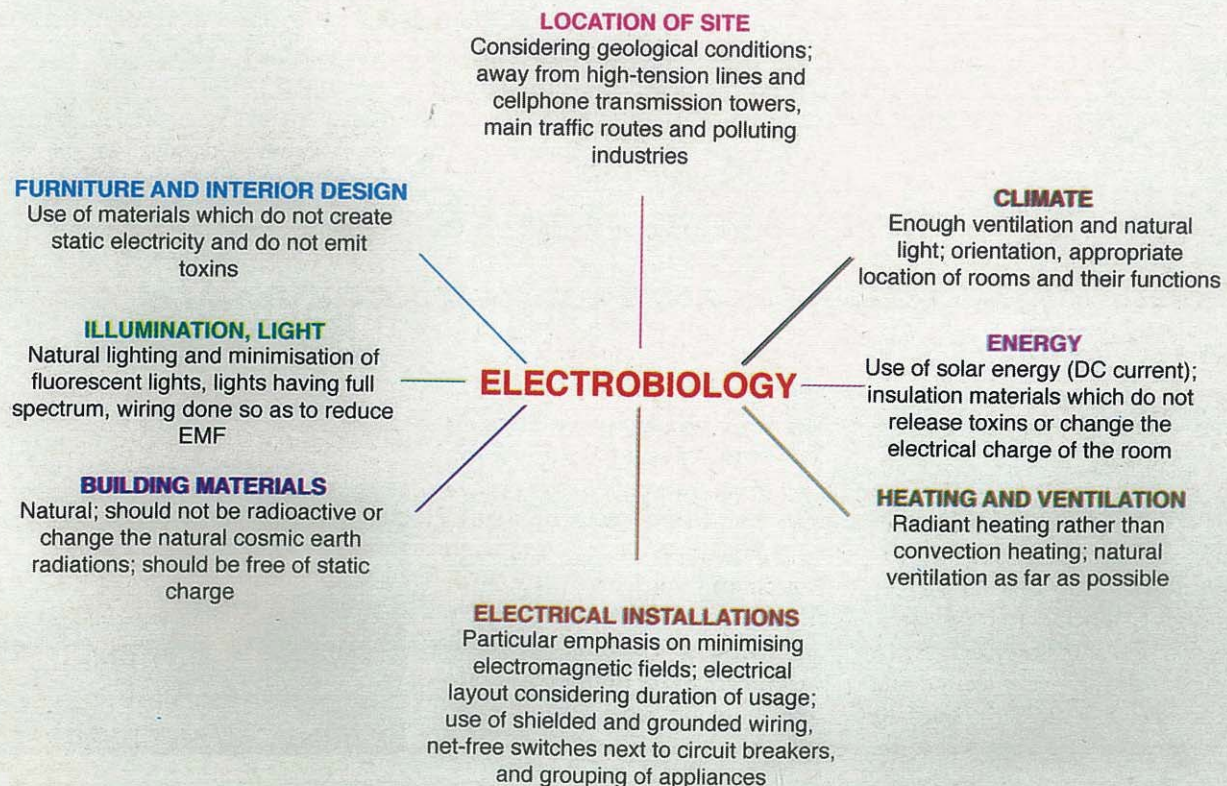 LOCATION OF SITE
Considering geological conditions;
away from high-tension lines and
cellphone transmission towers,
main traffic routes and polluting
industries
FURNITURE AND INTERIOR DESIGN
Use of materials which do not create
static electricity and do not emit
toxins
CLIMATE
Enough ventilation and natural
light; orientation, appropriate
location of rooms and their functions
ILLUMINATION, LIGHT
Natural lighting and minimisation of
fluorescent lights, lights having full
spectrum, wiring done so as to reduce
EMF
ELECTROBIOLOGY
ENERGY
Use of solar energy (DC current);
insulation materials which do not
release toxins or change the
electrical charge of the room
BUILDING MATERIALS
Natural; should not be radioactive or
change the natural cosmic earth
radiations; should be free of static
charge
HEATING AND VENTILATION
Radiant heating rather than
convection heating; natural
ventilation as far as possible
ELECTRICAL INSTALLATIONS
Particular emphasis on minimising
electromagnetic fields; electrical
layout considering duration of usage;
use of shielded and grounded wiring,
net-free switches next to circuit breakers,
and grouping of appliances